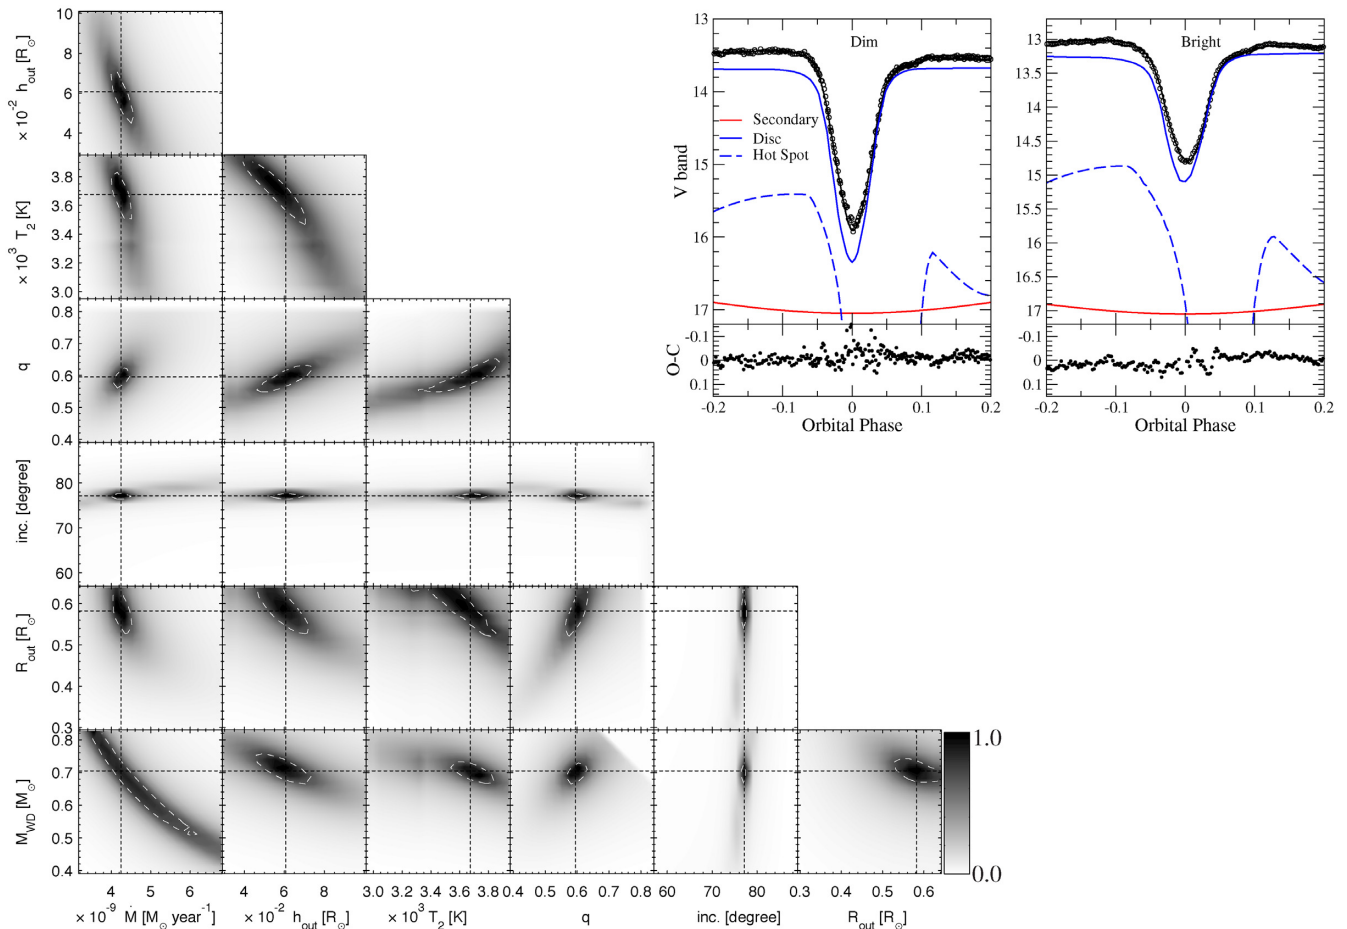 10
8
6
4
× 10⁻² h_out [R_⊙]
3.8
3.6
3.4
3.2
3.0
× 10³ T₂ [K]
0.8
0.7
0.6
0.5
0.4
q
80
70
60
inc. [degree]
0.6
0.5
0.4
0.3
R_out [R_⊙]
0.8
0.7
0.6
0.5
0.4
M_WD [M_⊙]
4 6 8
× 10⁻⁹ Ṁ [M_⊙ year⁻¹]
4 6 8
× 10⁻² h_out [R_⊙]
3.0 3.2 3.4 3.6 3.8
× 10³ T₂ [K]
0.4 0.5 0.6 0.7 0.8
q
60 70 80
inc. [degree]
0.3 0.4 0.5 0.6
R_out [R_⊙]
1.0
0.0
Dim
13
14
15
16
17
V band
Secondary
Disc
Hot Spot
-0.1
0
0.1
O-C
-0.2 -0.1 0 0.1 0.2
Orbital Phase
Bright
13
13.5
14
14.5
15
15.5
16
16.5
17
-0.1
0
0.1
-0.2 -0.1 0 0.1 0.2
Orbital Phase